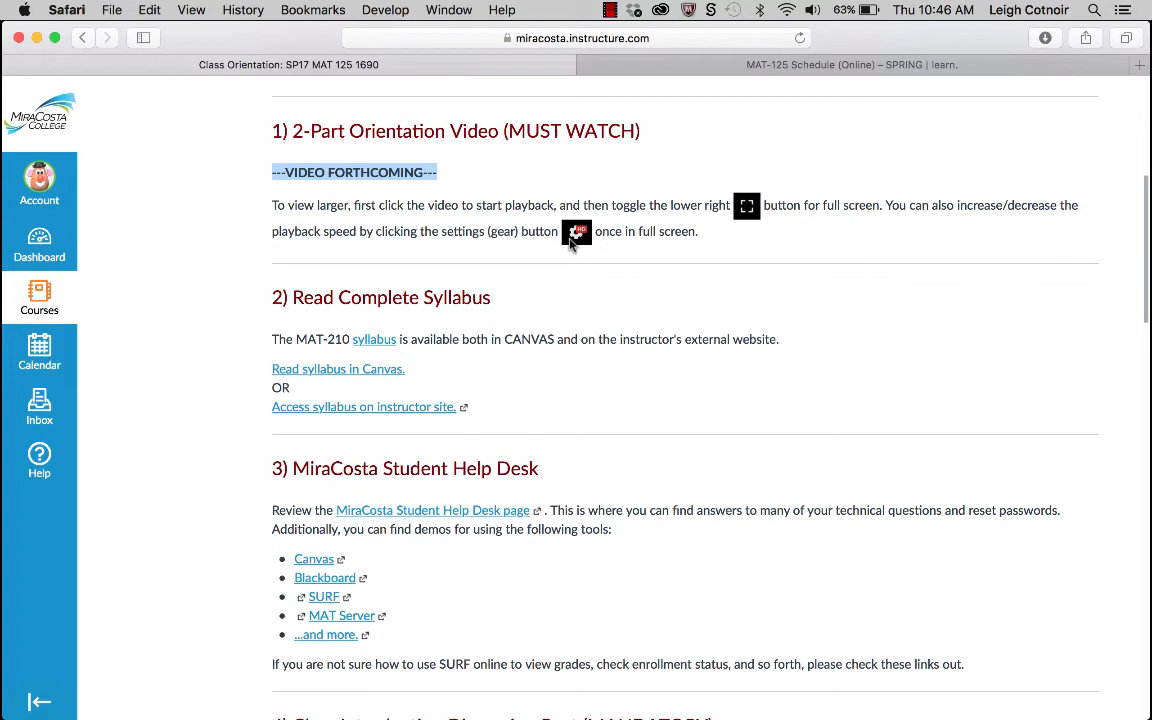 Safari File Edit View History Bookmarks Develop Window Help 63% Thu 10:46 AM Leigh Cotnoir
miracosta.instructure.com
Class Orientation: SP17 MAT 125 1690
MAT-125 Schedule (Online) – SPRING | learn.
MIRACOSTA
COLLEGE
Account
Dashboard
Courses
Calendar
Inbox
Help
1) 2-Part Orientation Video (MUST WATCH)
---VIDEO FORTHCOMING---
To view larger, first click the video to start playback, and then toggle the lower right button for full screen. You can also increase/decrease the
playback speed by clicking the settings (gear) button HD once in full screen.
2) Read Complete Syllabus
The MAT-210 syllabus is available both in CANVAS and on the instructor's external website.
Read syllabus in Canvas.
OR
Access syllabus on instructor site.
3) MiraCosta Student Help Desk
Review the MiraCosta Student Help Desk page . This is where you can find answers to many of your technical questions and reset passwords.
Additionally, you can find demos for using the following tools:
Canvas
Blackboard
SURF
MAT Server
...and more.
If you are not sure how to use SURF online to view grades, check enrollment status, and so forth, please check these links out.